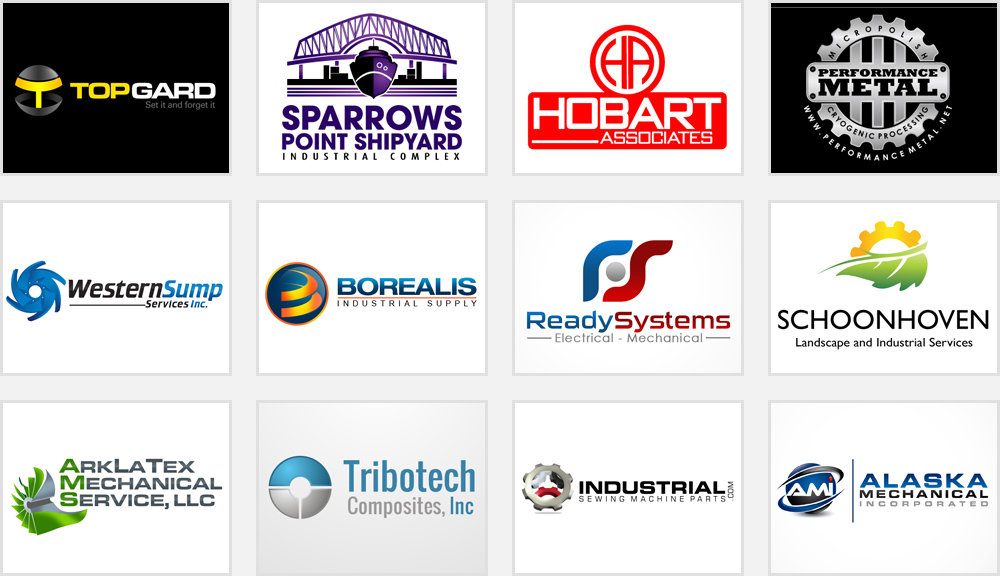 TOPGARD
Set it and forget it
SPARROWS
POINT SHIPYARD
INDUSTRIAL COMPLEX
HA
HOBART
ASSOCIATES
MICROPOLISH
PERFORMANCE
METAL
CRYOGENIC PROCESSING
WWW.PERFORMANCEMETAL.NET
WesternSump
Services Inc.
BOREALIS
INDUSTRIAL SUPPLY
ReadySystems
Electrical - Mechanical
SCHOONHOVEN
Landscape and Industrial Services
ARKLATEX
MECHANICAL
SERVICE, LLC
Tribotech
Composites, Inc
INDUSTRIAL
SEWING MACHINE PARTS
.COM
AMI
ALASKA
MECHANICAL
INCORPORATED